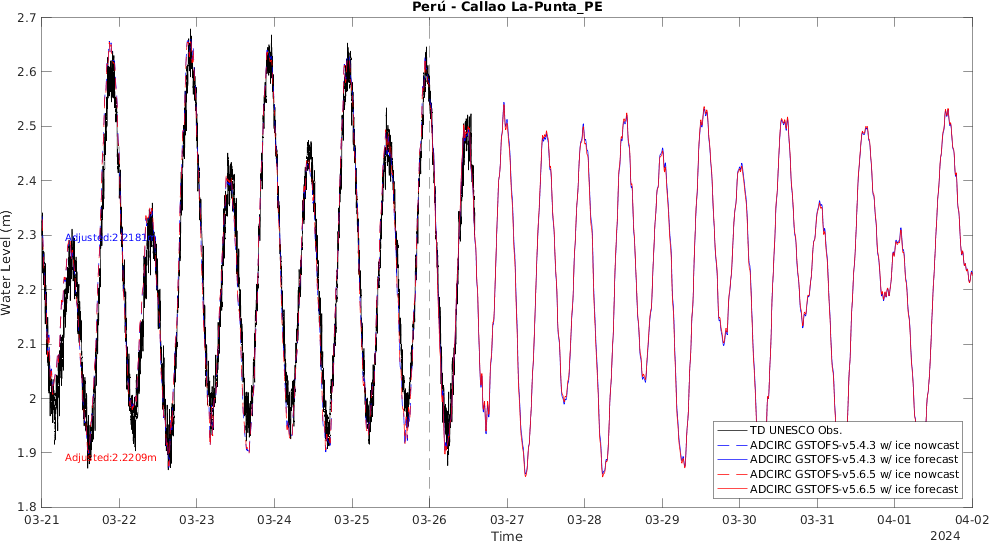 Perú - Callao La-Punta_PE
2.7
2.6
2.5
2.4
2.3
2.2
2.1
2
1.9
1.8
Water Level (m)
Adjusted:2.2181m
Adjusted:2.2209m
TD UNESCO Obs.
ADCIRC GSTOFS-v5.4.3 w/ ice nowcast
ADCIRC GSTOFS-v5.4.3 w/ ice forecast
ADCIRC GSTOFS-v5.6.5 w/ ice nowcast
ADCIRC GSTOFS-v5.6.5 w/ ice forecast
03-21 03-22 03-23 03-24 03-25 03-26 03-27 03-28 03-29 03-30 03-31 04-01 04-02
Time
2024